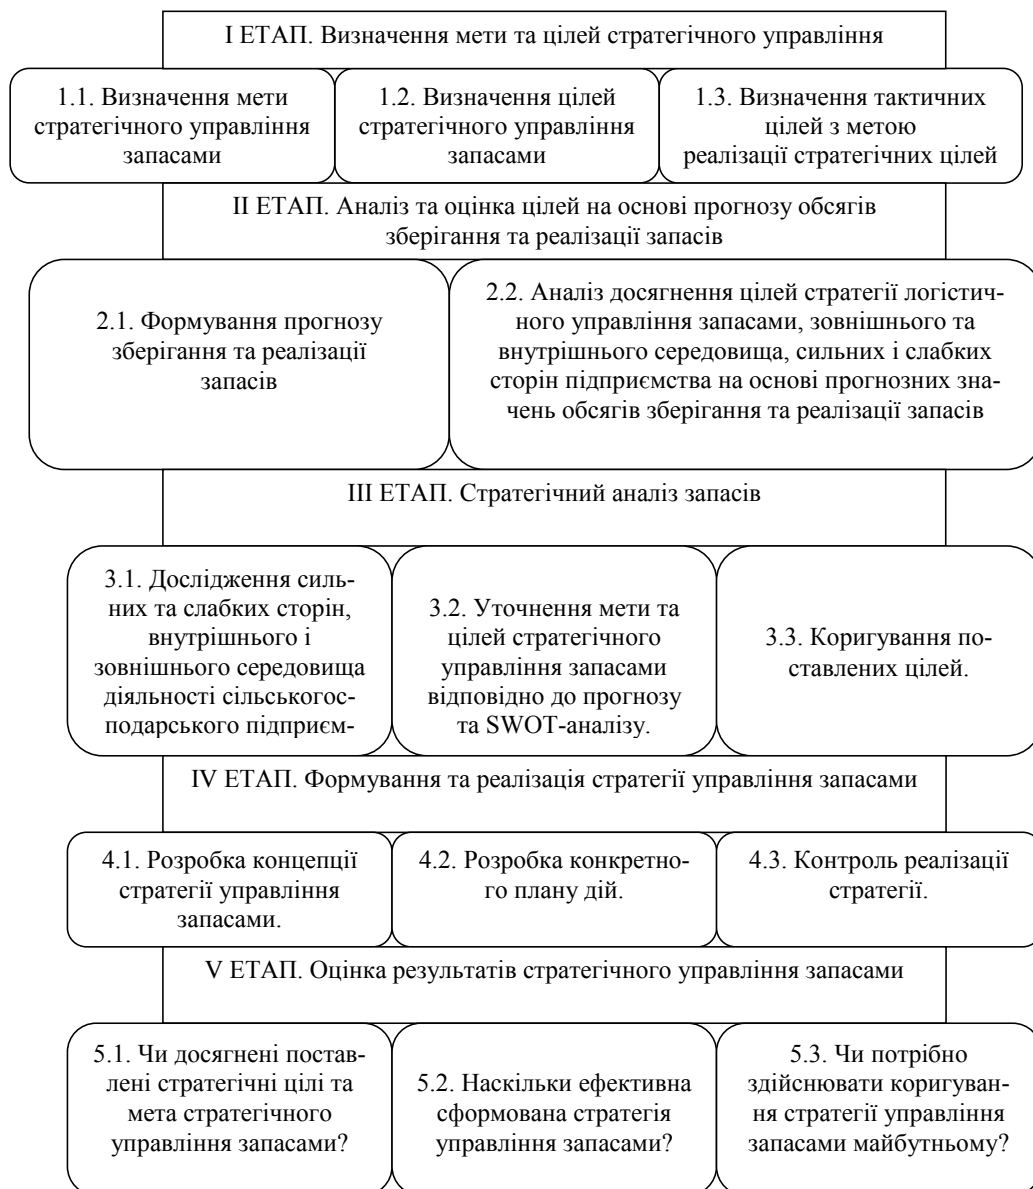 І ЕТАП. Визначення мети та цілей стратегічного управління
1.1. Визначення мети
стратегічного управління
запасами
1.2. Визначення цілей
стратегічного управління
запасами
1.3. Визначення тактичних
цілей з метою
реалізації стратегічних цілей
ІІ ЕТАП. Аналіз та оцінка цілей на основі прогнозу обсягів
зберігання та реалізації запасів
2.1. Формування прогнозу
зберігання та реалізації
запасів
2.2. Аналіз досягнення цілей стратегії логістич-
ного управління запасами, зовнішнього та
внутрішнього середовища, сильних і слабких
сторін підприємства на основі прогнозних зна-
чень обсягів зберігання та реалізації запасів
ІІІ ЕТАП. Стратегічний аналіз запасів
3.1. Дослідження силь-
них та слабких сторін,
внутрішнього і
зовнішнього середовища
діяльності сільськогос-
подарського підприєм-
3.2. Уточнення мети та
цілей стратегічного
управління запасами
відповідно до прогнозу
та SWOT-аналізу.
3.3. Коригування по-
ставлених цілей.
IV ЕТАП. Формування та реалізація стратегії управління запасами
4.1. Розробка концепції
стратегії управління
запасами.
4.2. Розробка конкретно-
го плану дій.
4.3. Контроль реалізації
стратегії.
V ЕТАП. Оцінка результатів стратегічного управління запасами
5.1. Чи досягнені постав-
лені стратегічні цілі та
мета стратегічного
управління запасами?
5.2. Наскільки ефективна
сформована стратегія
управління запасами?
5.3. Чи потрібно
здійснювати коригуван-
ня стратегії управління
запасами майбутньому?